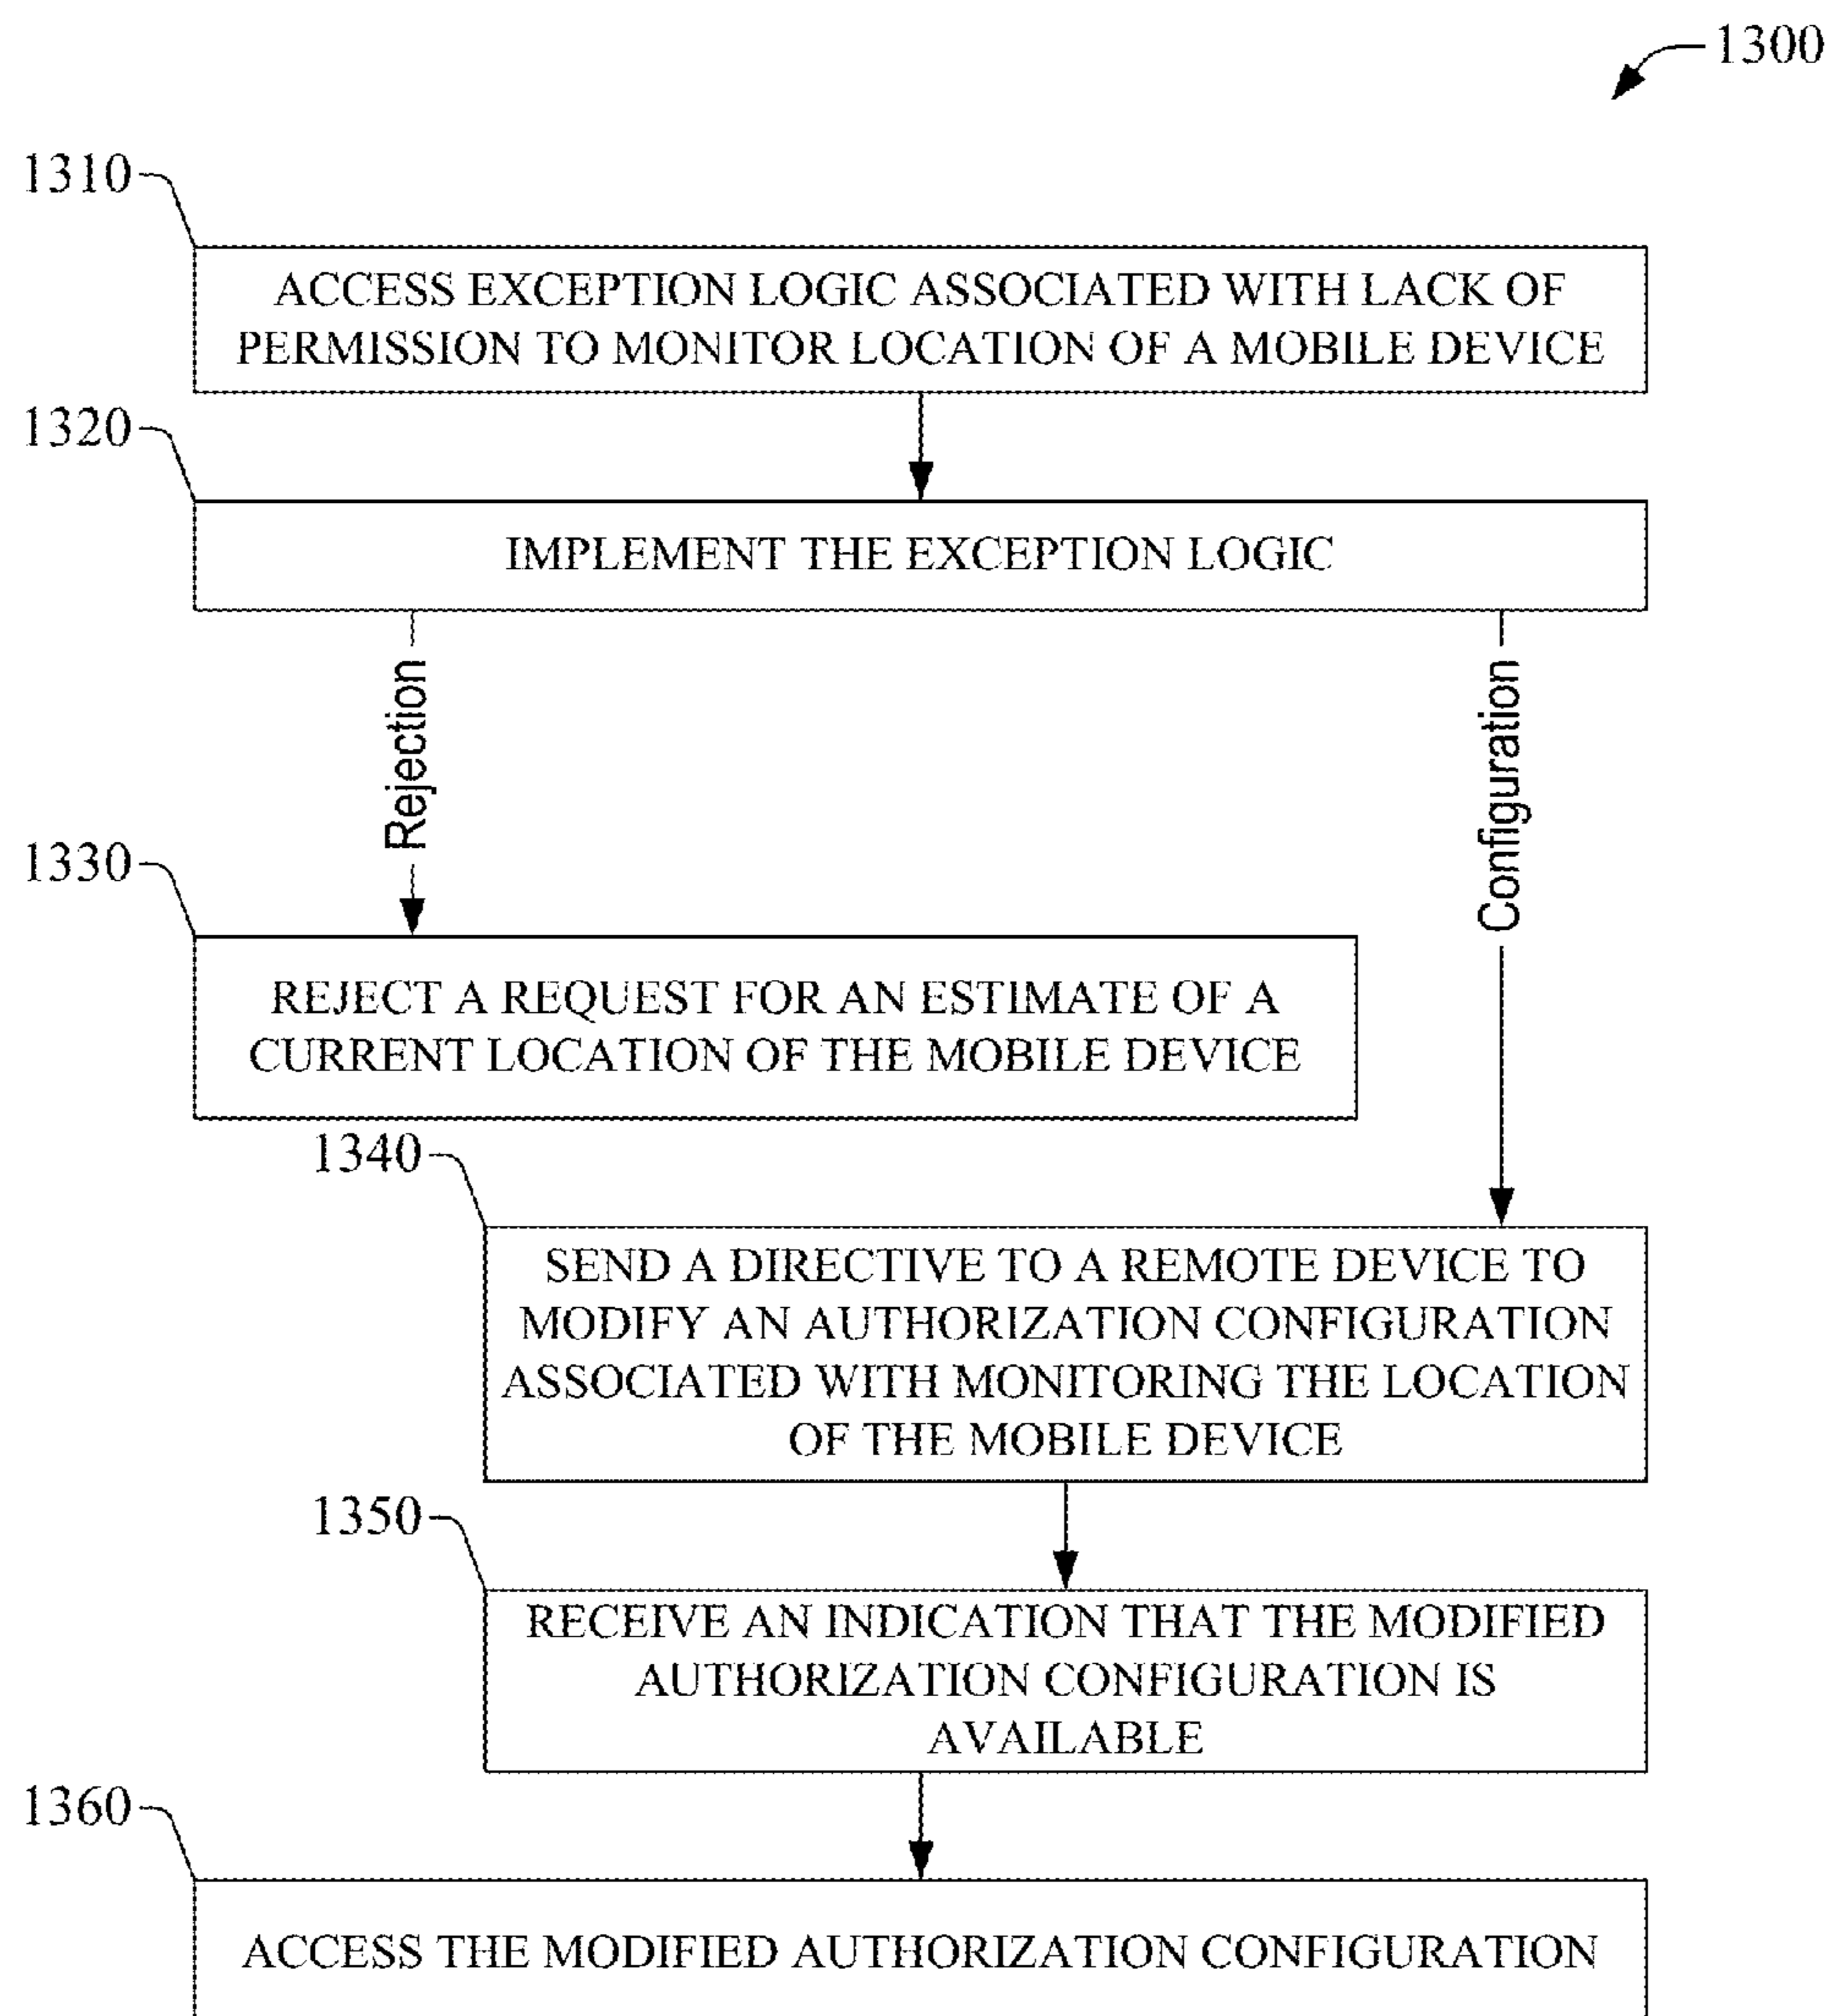 1300
1310
ACCESS EXCEPTION LOGIC ASSOCIATED WITH LACK OF
PERMISSION TO MONITOR LOCATION OF A MOBILE DEVICE
1320
IMPLEMENT THE EXCEPTION LOGIC
Rejection
Configuration
1330
REJECT A REQUEST FOR AN ESTIMATE OF A
CURRENT LOCATION OF THE MOBILE DEVICE
1340
SEND A DIRECTIVE TO A REMOTE DEVICE TO
MODIFY AN AUTHORIZATION CONFIGURATION
ASSOCIATED WITH MONITORING THE LOCATION
OF THE MOBILE DEVICE
1350
RECEIVE AN INDICATION THAT THE MODIFIED
AUTHORIZATION CONFIGURATION IS
AVAILABLE
1360
ACCESS THE MODIFIED AUTHORIZATION CONFIGURATION